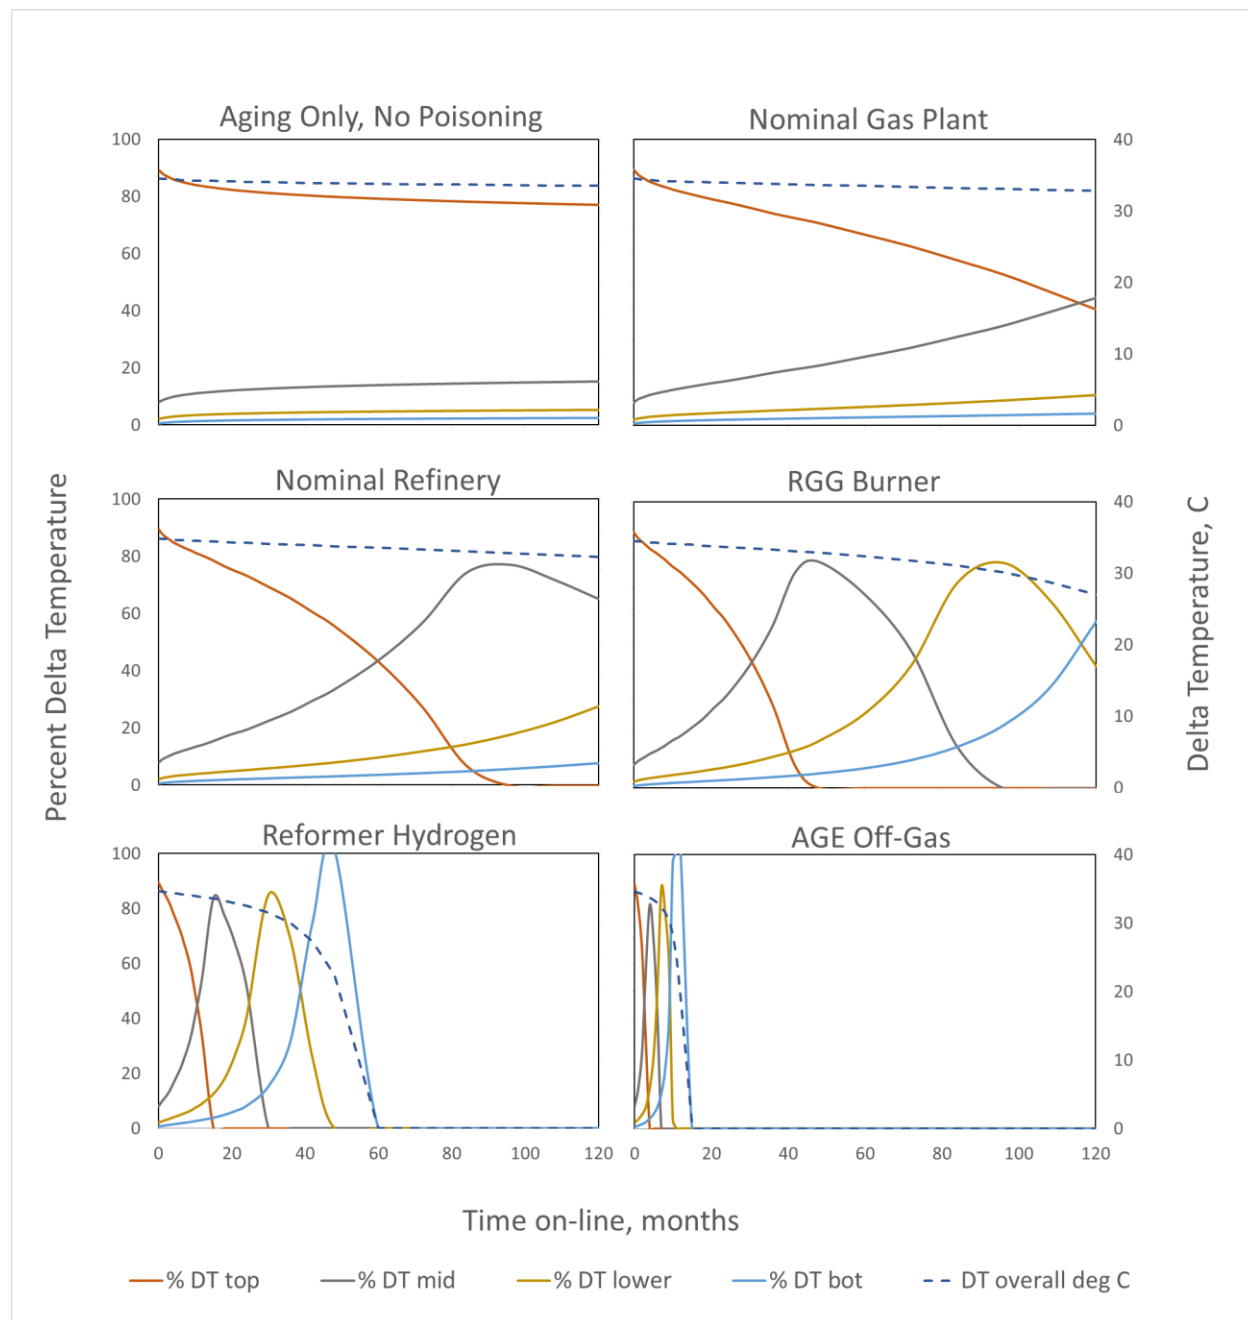 Aging Only, No Poisoning
Nominal Gas Plant
100
80
60
40
20
0
40
30
20
10
0
Nominal Refinery
RGG Burner
100
80
60
40
20
0
40
30
20
10
0
Percent Delta Temperature
Delta Temperature, C
Reformer Hydrogen
AGE Off-Gas
100
80
60
40
20
0
40
30
20
10
0
0 20 40 60 80 100 120
0 20 40 60 80 100 120
Time on-line, months
% DT top % DT mid % DT lower % DT bot DT overall deg C